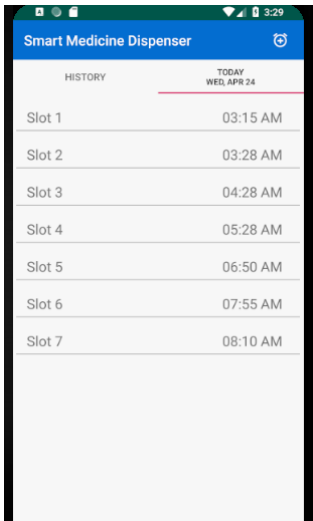 3:29
Smart Medicine Dispenser
HISTORY
TODAY
WED, APR 24
Slot 1 03:15 AM
Slot 2 03:28 AM
Slot 3 04:28 AM
Slot 4 05:28 AM
Slot 5 06:50 AM
Slot 6 07:55 AM
Slot 7 08:10 AM